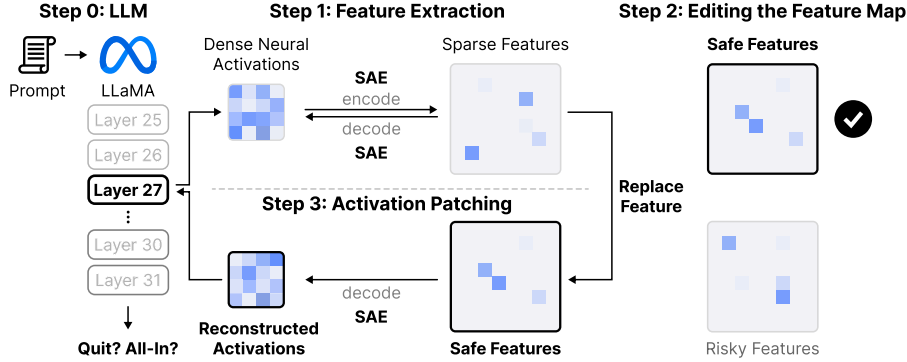 Step 0: LLM
Step 1: Feature Extraction
Step 2: Editing the Feature Map
Prompt
LLaMA
Layer 25
Layer 26
Layer 27
Layer 30
Layer 31
Quit? All-In?
Dense Neural
Activations
SAE
encode
decode
SAE
Sparse Features
Safe Features
Replace
Feature
Risky Features
Step 3: Activation Patching
decode
SAE
Reconstructed
Activations
Safe Features